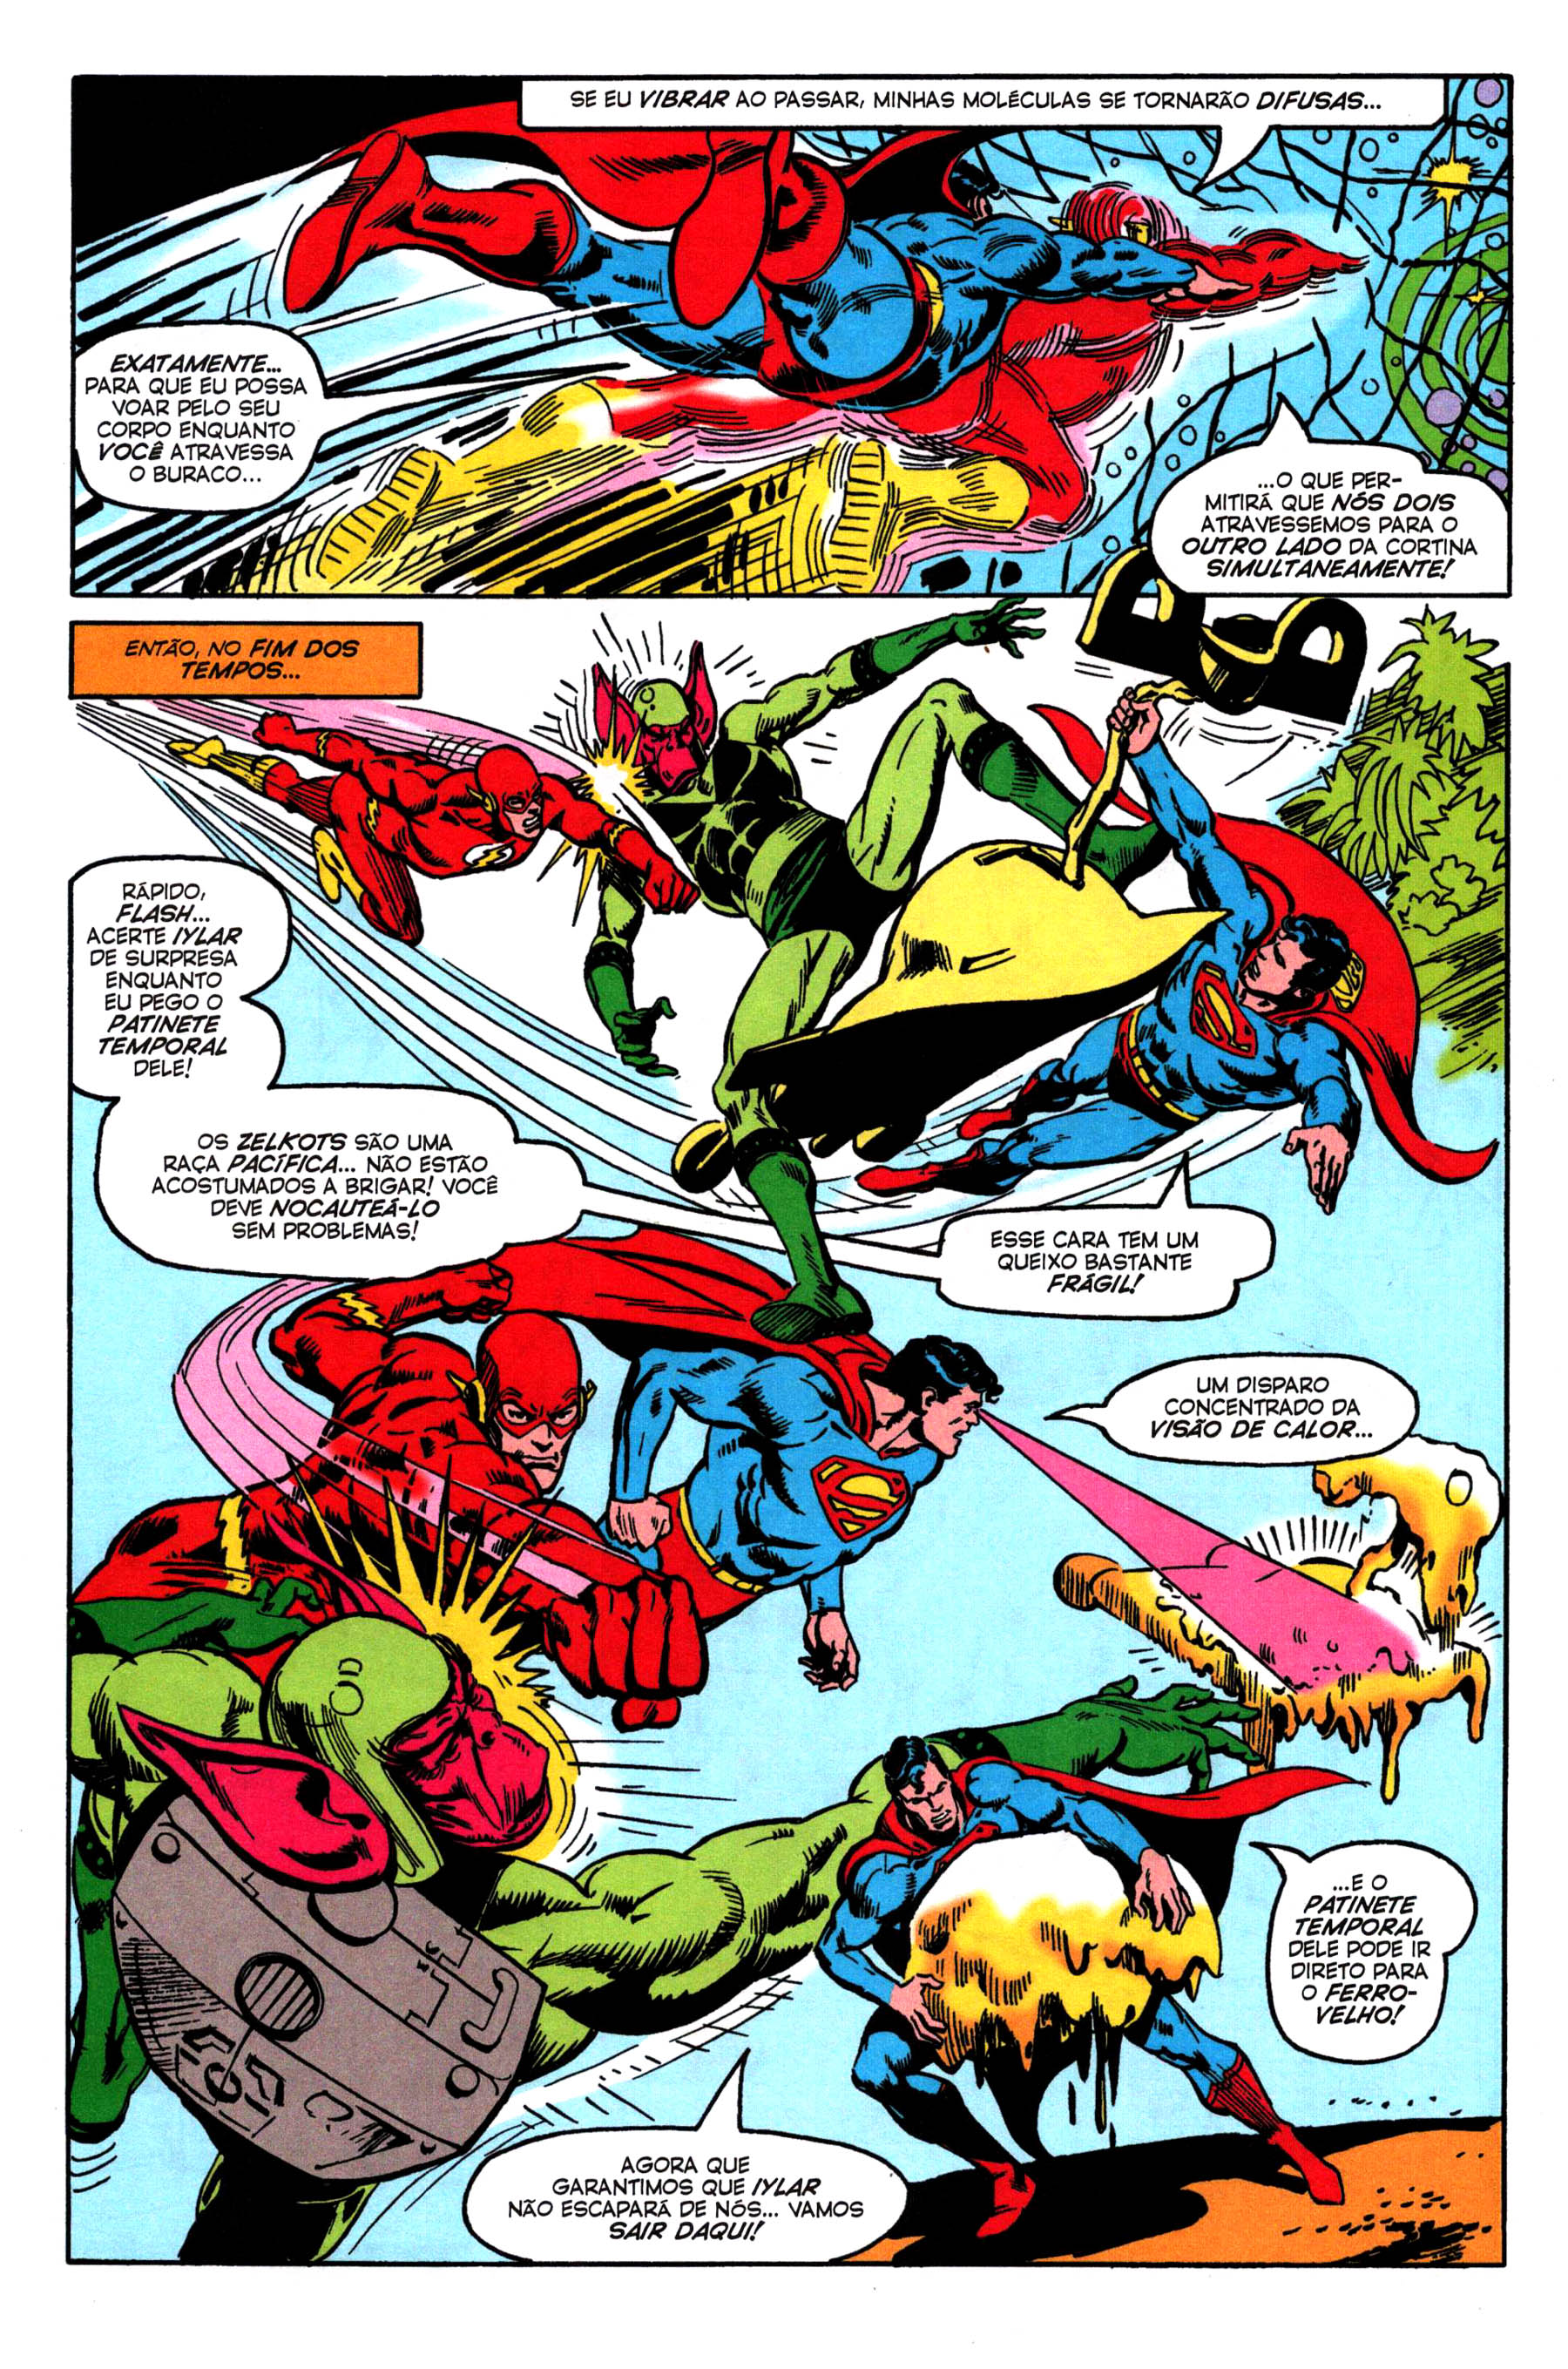 SE EU VIBRAR AO PASSAR, MINHAS MOLÉCULAS SE TORNARÃO DIFUSAS...
EXATAMENTE...
PARA QUE EU POSSA
VOAR PELO SEU
CORPO ENQUANTO
VOCÊ ATRAVESSA
O BURACO...
...O QUE PER-
MITIRÁ QUE NÓS DOIS
ATRAVESSEMOS PARA O
OUTRO LADO DA CORTINA
SIMULTANEAMENTE!
ENTÃO, NO FIM DOS
TEMPOS...
RÁPIDO,
FLASH...
ACERTE IYLAR
DE SURPRESA
ENQUANTO
EU PEGO O
PATINETE
TEMPORAL
DELE!
OS ZELKOTS SÃO UMA
RAÇA PACÍFICA... NÃO ESTÃO
ACOSTUMADOS A BRIGAR! VOCÊ
DEVE NOCAUTEÁ-LO
SEM PROBLEMAS!
ESSE CARA TEM UM
QUEIXO BASTANTE
FRÁGIL!
UM DISPARO
CONCENTRADO DA
VISÃO DE CALOR...
...E O
PATINETE
TEMPORAL
DELE PODE IR
DIRETO PARA
O FERRO-
VELHO!
AGORA QUE
GARANTIMOS QUE IYLAR
NÃO ESCAPARÁ DE NÓS... VAMOS
SAIR DAQUI!